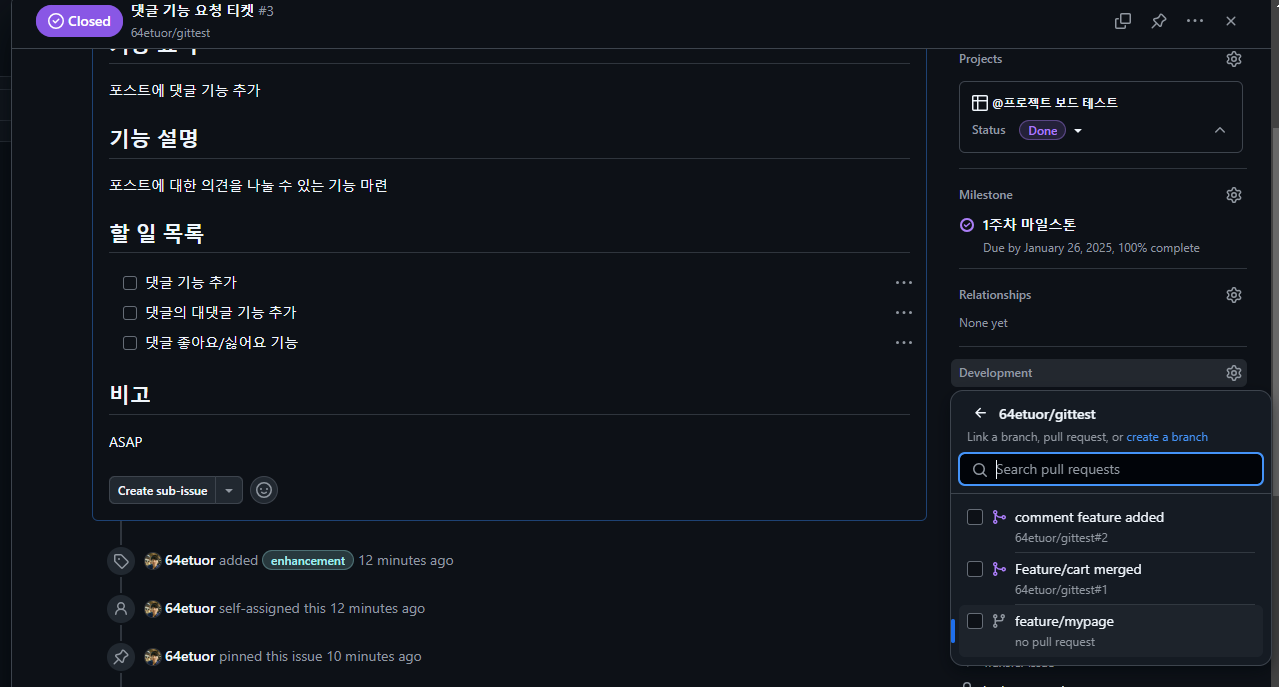 Closed
댓글 기능 요청 티켓 #3
64etuor/gittest
포스트에 댓글 기능 추가
기능 설명
포스트에 대한 의견을 나눌 수 있는 기능 마련
할 일 목록
댓글 기능 추가
댓글의 대댓글 기능 추가
댓글 좋아요/싫어요 기능
비고
ASAP
Create sub-issue
64etuor added enhancement 12 minutes ago
64etuor self-assigned this 12 minutes ago
64etuor pinned this issue 10 minutes ago
Projects
@프로젝트 보드 테스트
Status Done
Milestone
1주차 마일스톤
Due by January 26, 2025, 100% complete
Relationships
None yet
Development
64etuor/gittest
Link a branch, pull request, or create a branch
Search pull requests
comment feature added
64etuor/gittest#2
Feature/cart merged
64etuor/gittest#1
feature/mypage
no pull request